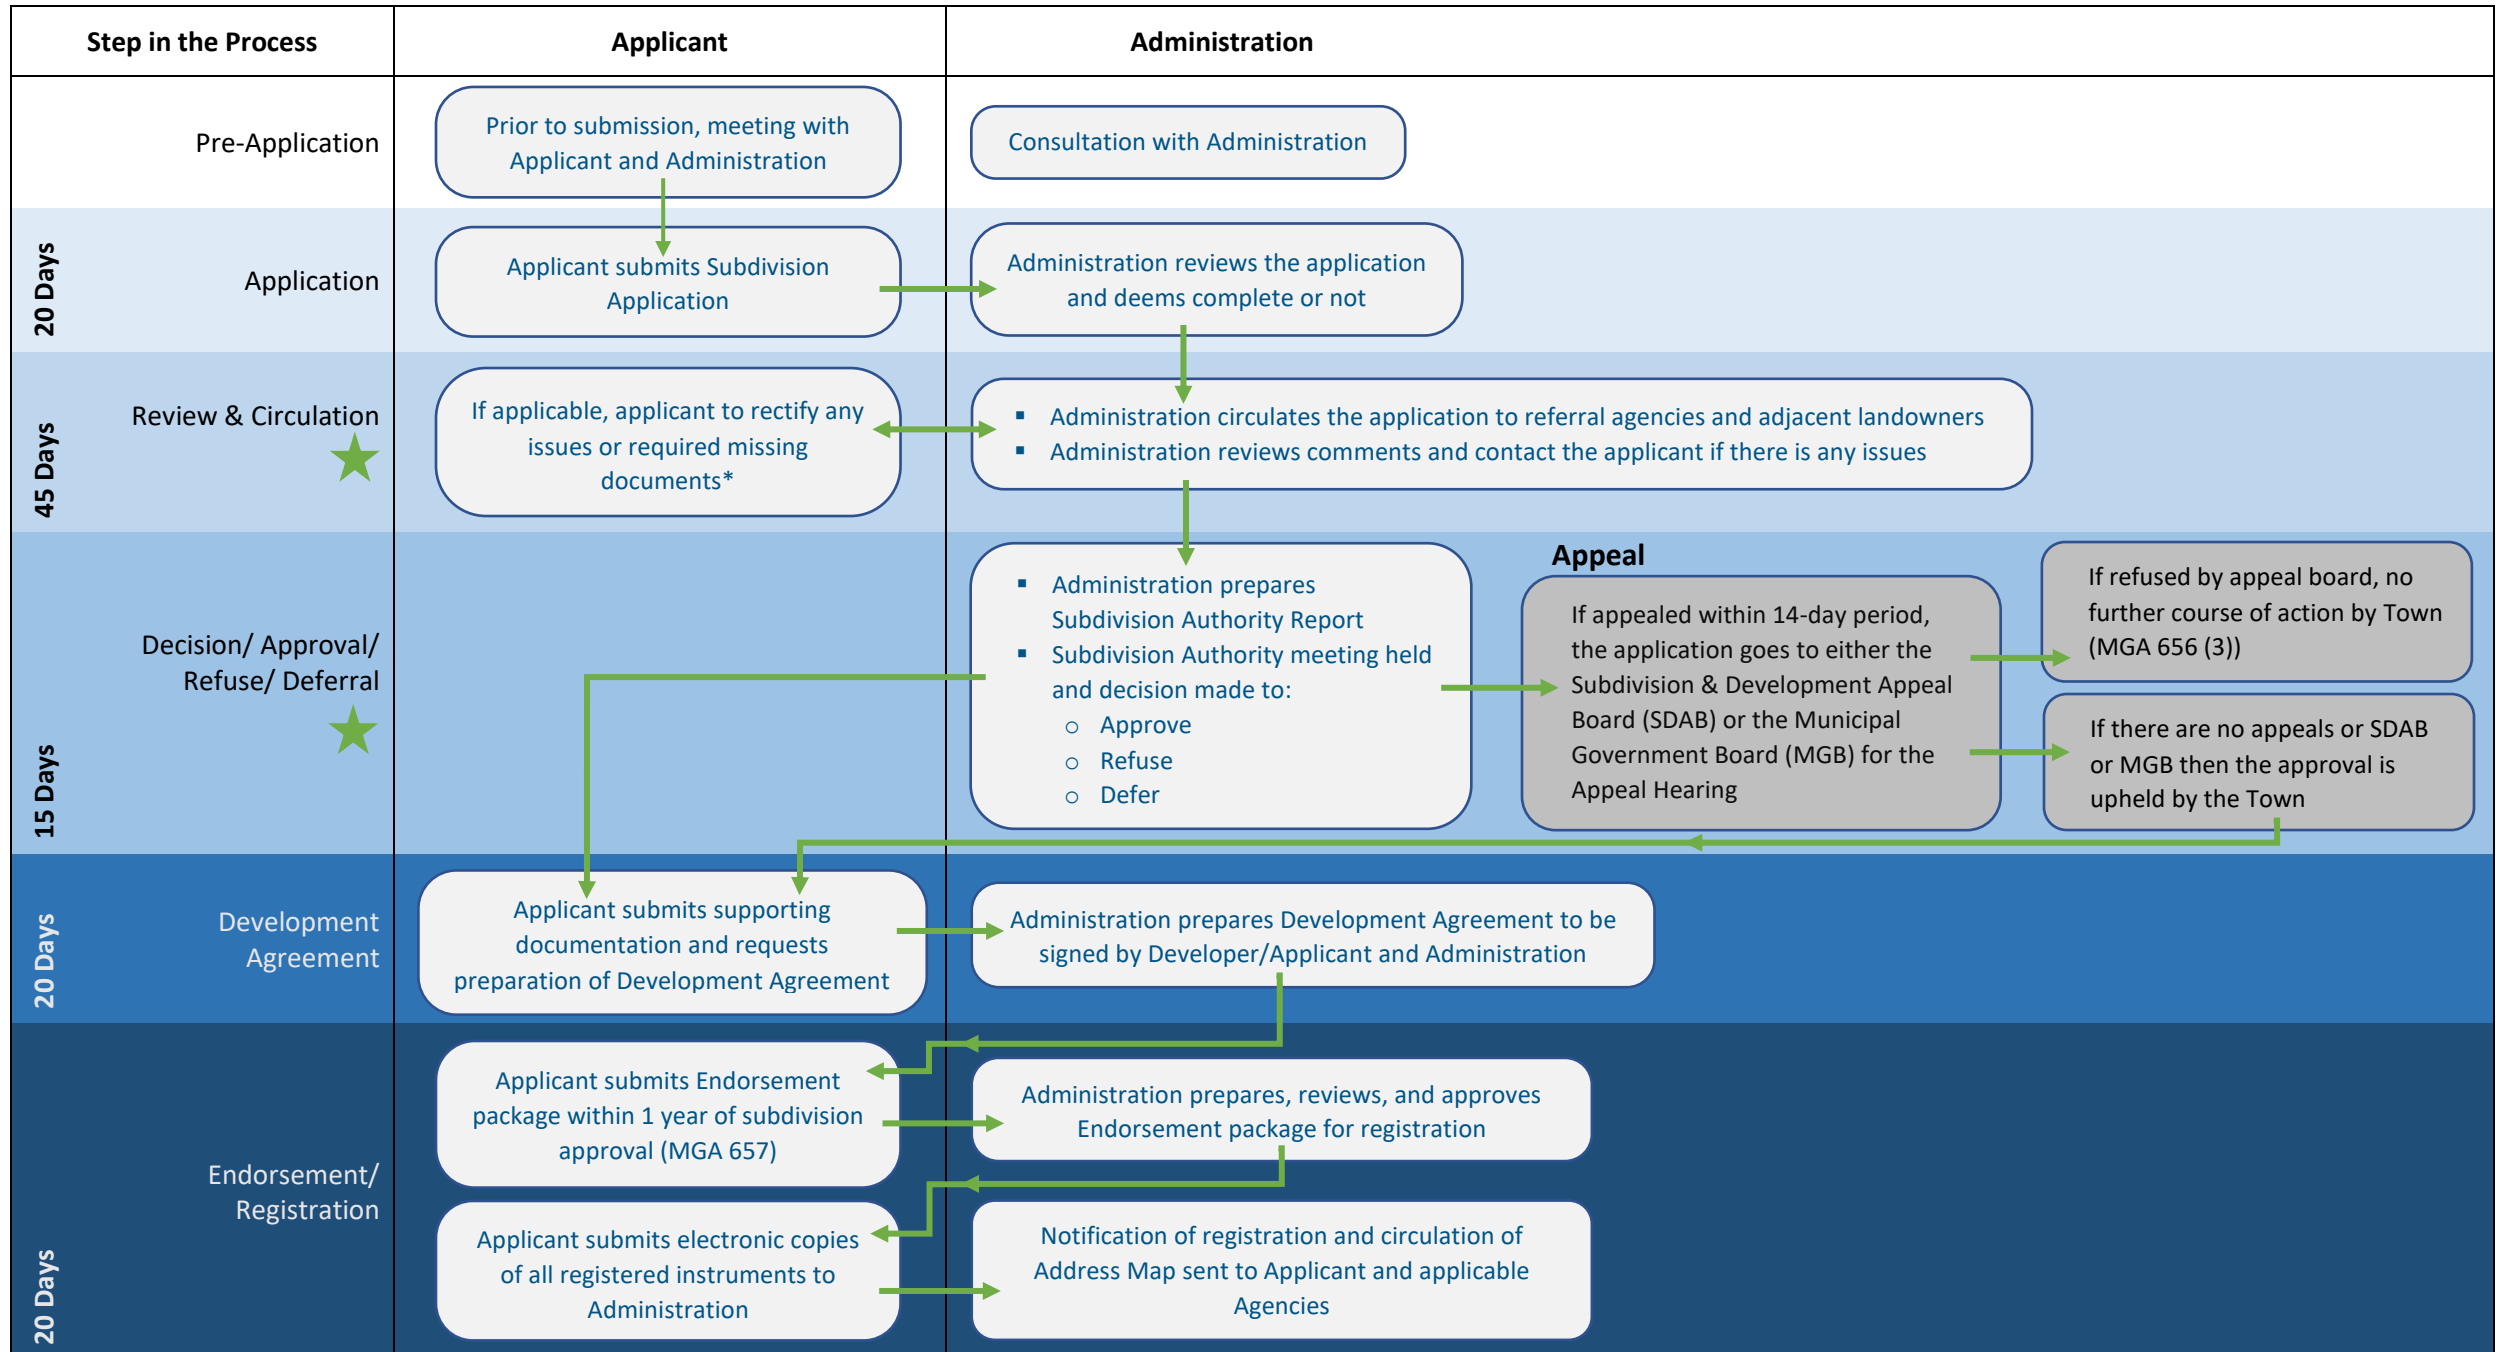 Step in the Process
Applicant
Administration
Pre-Application
Prior to submission, meeting with
Applicant and Administration
Consultation with Administration
20 Days
Application
Applicant submits Subdivision
Application
Administration reviews the application
and deems complete or not
45 Days
Review & Circulation
If applicable, applicant to rectify any
issues or required missing
documents*
▪ Administration circulates the application to referral agencies and adjacent landowners
▪ Administration reviews comments and contact the applicant if there is any issues
15 Days
Decision/ Approval/
Refuse/ Deferral
▪ Administration prepares
Subdivision Authority Report
▪ Subdivision Authority meeting held
and decision made to:
o Approve
o Refuse
o Defer
Appeal
If appealed within 14-day period,
the application goes to either the
Subdivision & Development Appeal
Board (SDAB) or the Municipal
Government Board (MGB) for the
Appeal Hearing
If refused by appeal board, no
further course of action by Town
(MGA 656 (3))
If there are no appeals or SDAB
or MGB then the approval is
upheld by the Town
20 Days
Development
Agreement
Applicant submits supporting
documentation and requests
preparation of Development Agreement
Administration prepares Development Agreement to be
signed by Developer/Applicant and Administration
20 Days
Endorsement/
Registration
Applicant submits Endorsement
package within 1 year of subdivision
approval (MGA 657)
Administration prepares, reviews, and approves
Endorsement package for registration
Applicant submits electronic copies
of all registered instruments to
Administration
Notification of registration and circulation of
Address Map sent to Applicant and applicable
Agencies